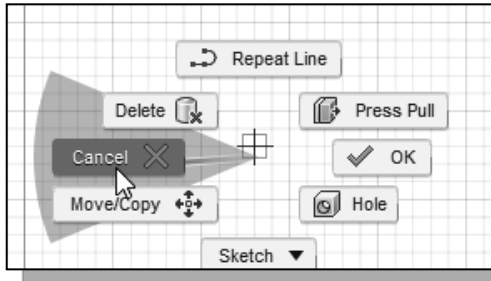 Repeat Line
Delete
Press Pull
Cancel
OK
Move/Copy
Hole
Sketch